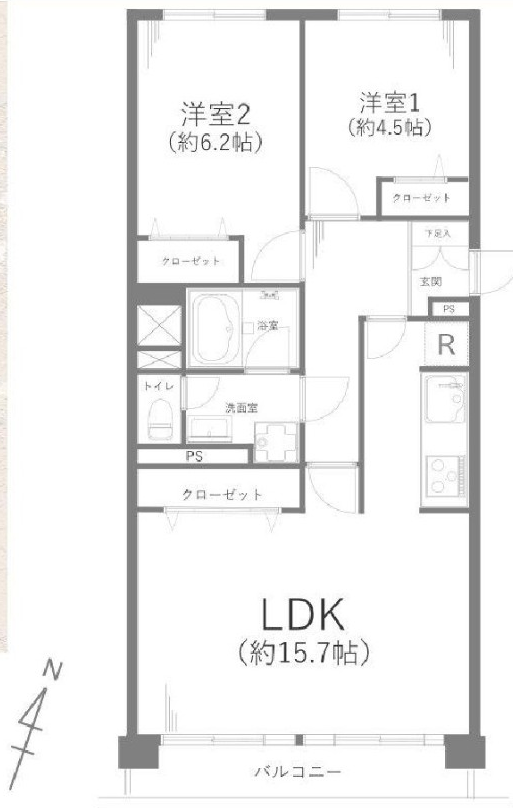 洋室2
(約6.2帖)
洋室1
(約4.5帖)
クローゼット
下足入
クローゼット
玄関
PS
浴室
R
トイレ
洗面室
PS
クローゼット
LDK
(約15.7帖)
N
バルコニー